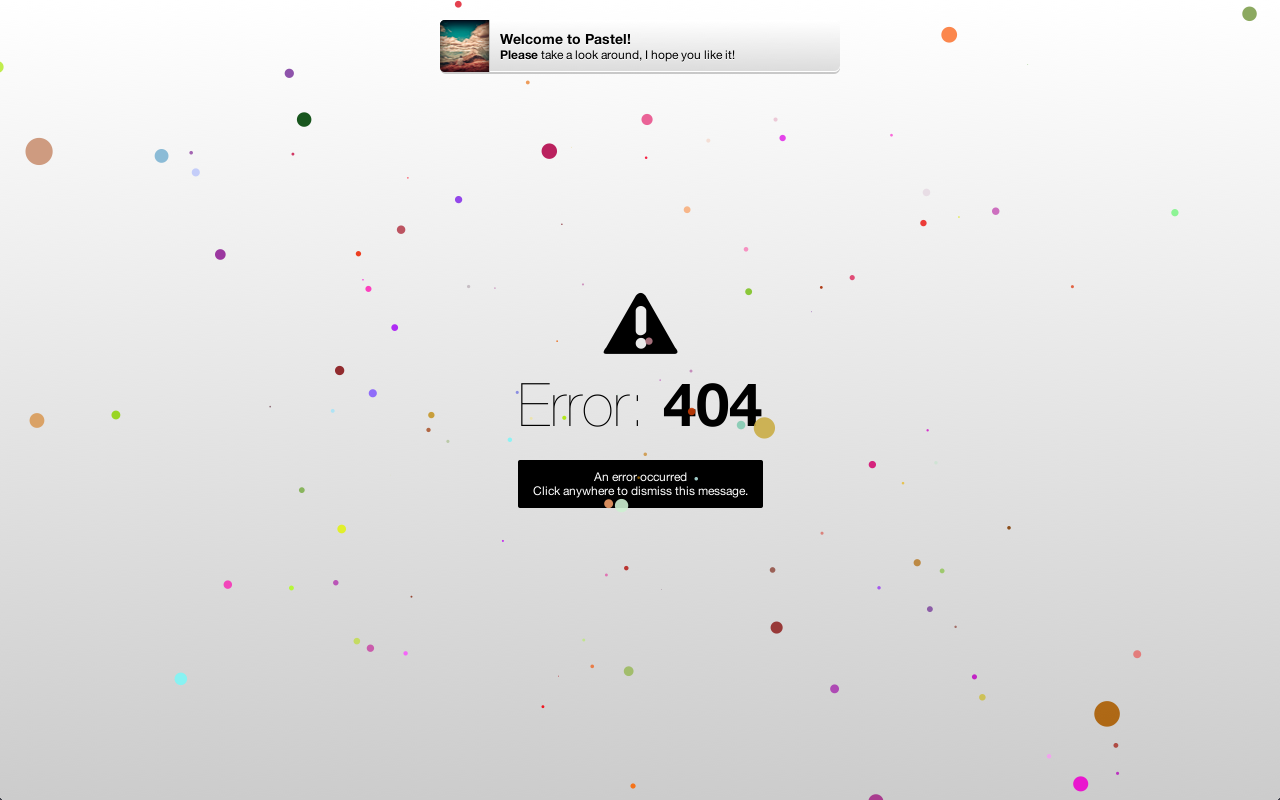 Welcome to Pastel!
Please take a look around, I hope you like it!
Error: 404
An error occurred
Click anywhere to dismiss this message.